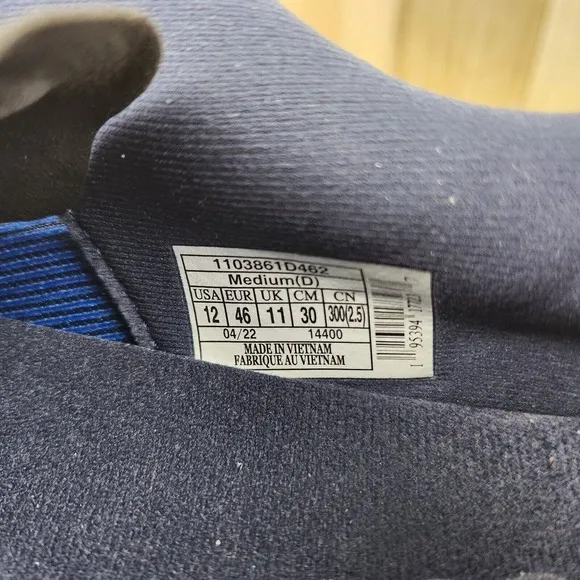 1103861D462
Medium(D)
USA EUR UK CM CN
12 46 11 30 300(2.5)
04/22 14400
MADE IN VIETNAM
FABRIQUE AU VIETNAM